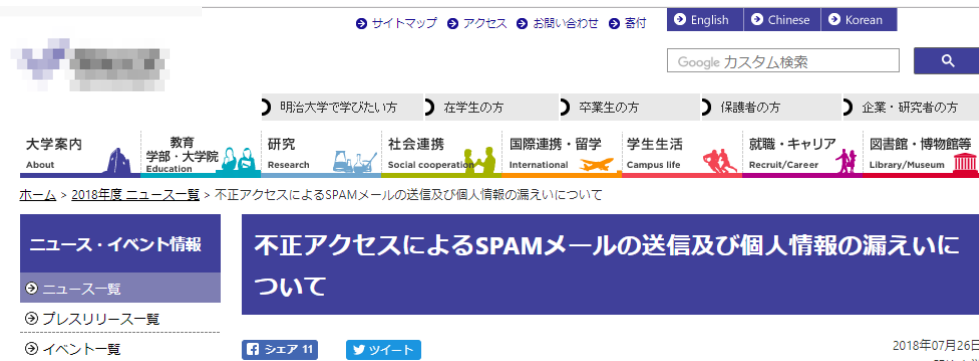 サイトマップ アクセス お問い合わせ 寄付 English Chinese Korean
Google カスタム検索
明治大学で学びたい方 在学生の方 卒業生の方 保護者の方 企業・研究者の方
大学案内 教育 研究 社会連携 国際連携・留学 学生生活 就職・キャリア 図書館・博物館等
学部・大学院
About Education Research Social cooperation International Campus life Recruit/Career Library/Museum
ホーム > 2018年度 ニュース一覧 > 不正アクセスによるSPAMメールの送信及び個人情報の漏えいについて
ニュース・イベント情報
ニュース一覧
プレスリリース一覧
イベント一覧
不正アクセスによるSPAMメールの送信及び個人情報の漏えいに
ついて
シェア 11 ツイート
2018年07月26日